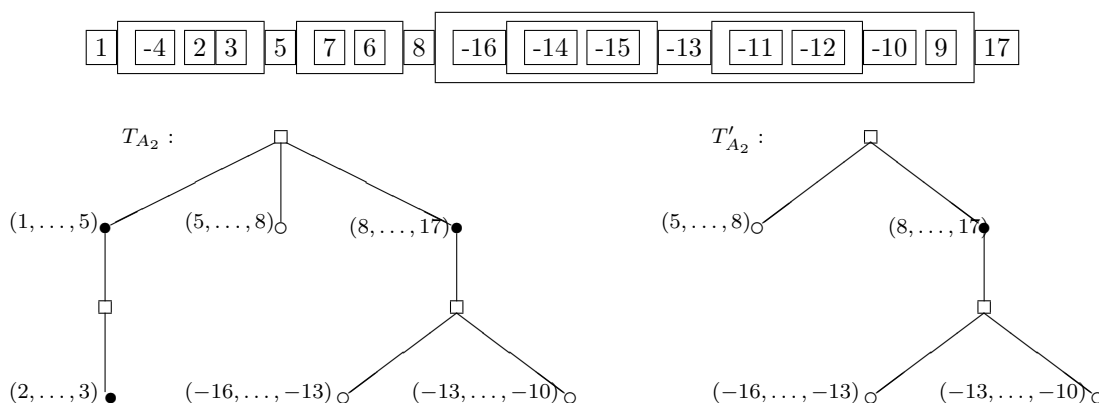 1 -4 2 3 5 7 6 8 -16 -14 -15 -13 -11 -12 -10 9 17
T_{A_2} : T'_{A_2} :
(1, . . . , 5) (5, . . . , 8) (8, . . . , 17) (5, . . . , 8) (8, . . . , 17)
(2, . . . , 3) (−16, . . . , −13) (−13, . . . , −10) (−16, . . . , −13) (−13, . . . , −10)